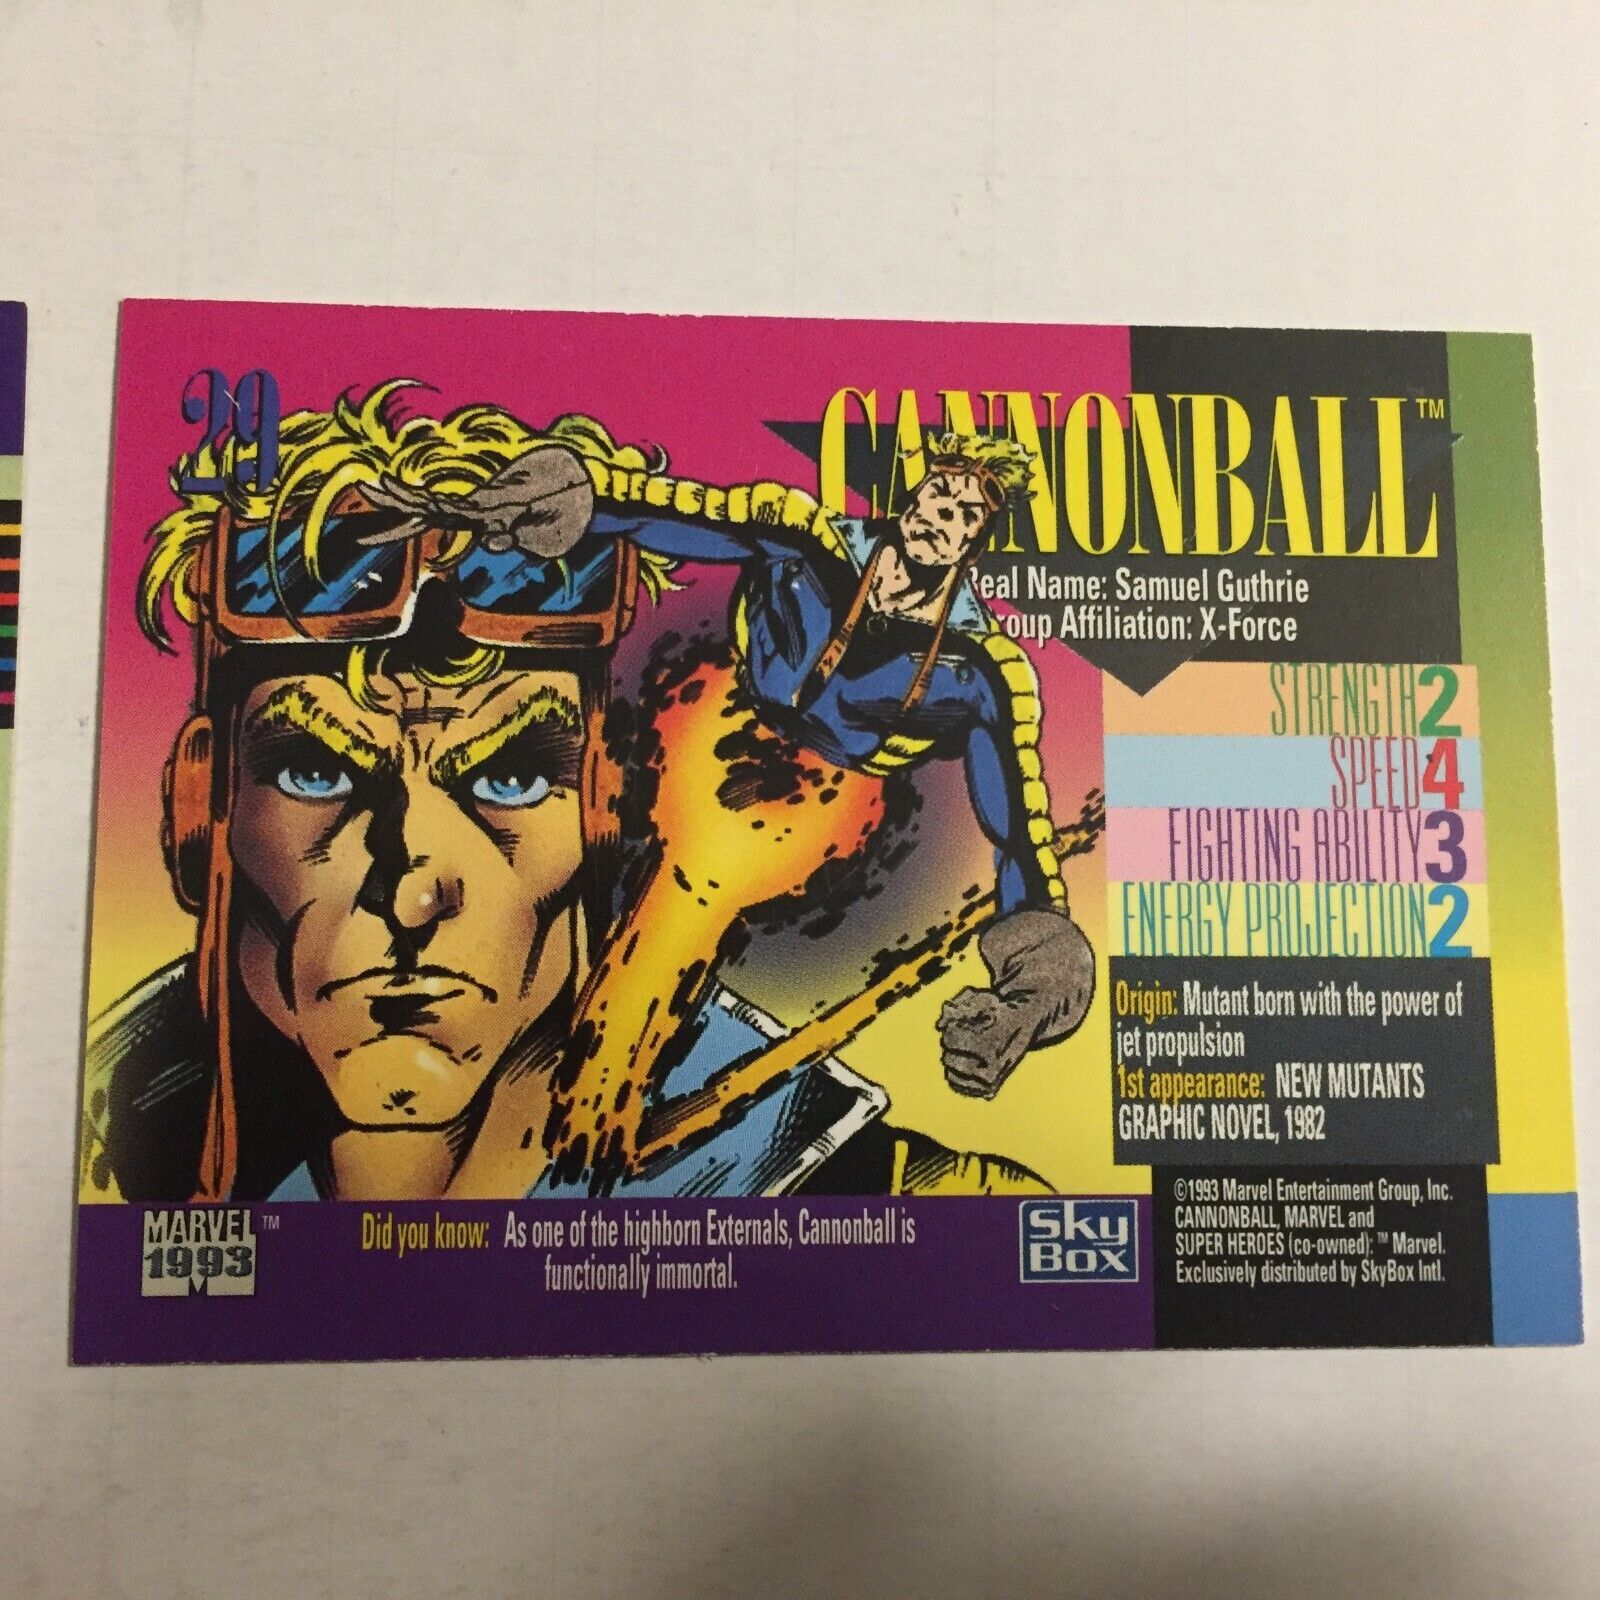 29
CANNONBALL™
Real Name: Samuel Guthrie
Group Affiliation: X-Force
STRENGTH 2
SPEED 4
FIGHTING ABILITY 3
ENERGY PROJECTION 2
Origin: Mutant born with the power of
jet propulsion
1st appearance: NEW MUTANTS
GRAPHIC NOVEL, 1982
MARVEL™
1993
Did you know: As one of the highborn Externals, Cannonball is
functionally immortal.
SKY
BOX
©1993 Marvel Entertainment Group, Inc.
CANNONBALL, MARVEL and
SUPER HEROES (co-owned): ™ Marvel.
Exclusively distributed by SkyBox Intl.